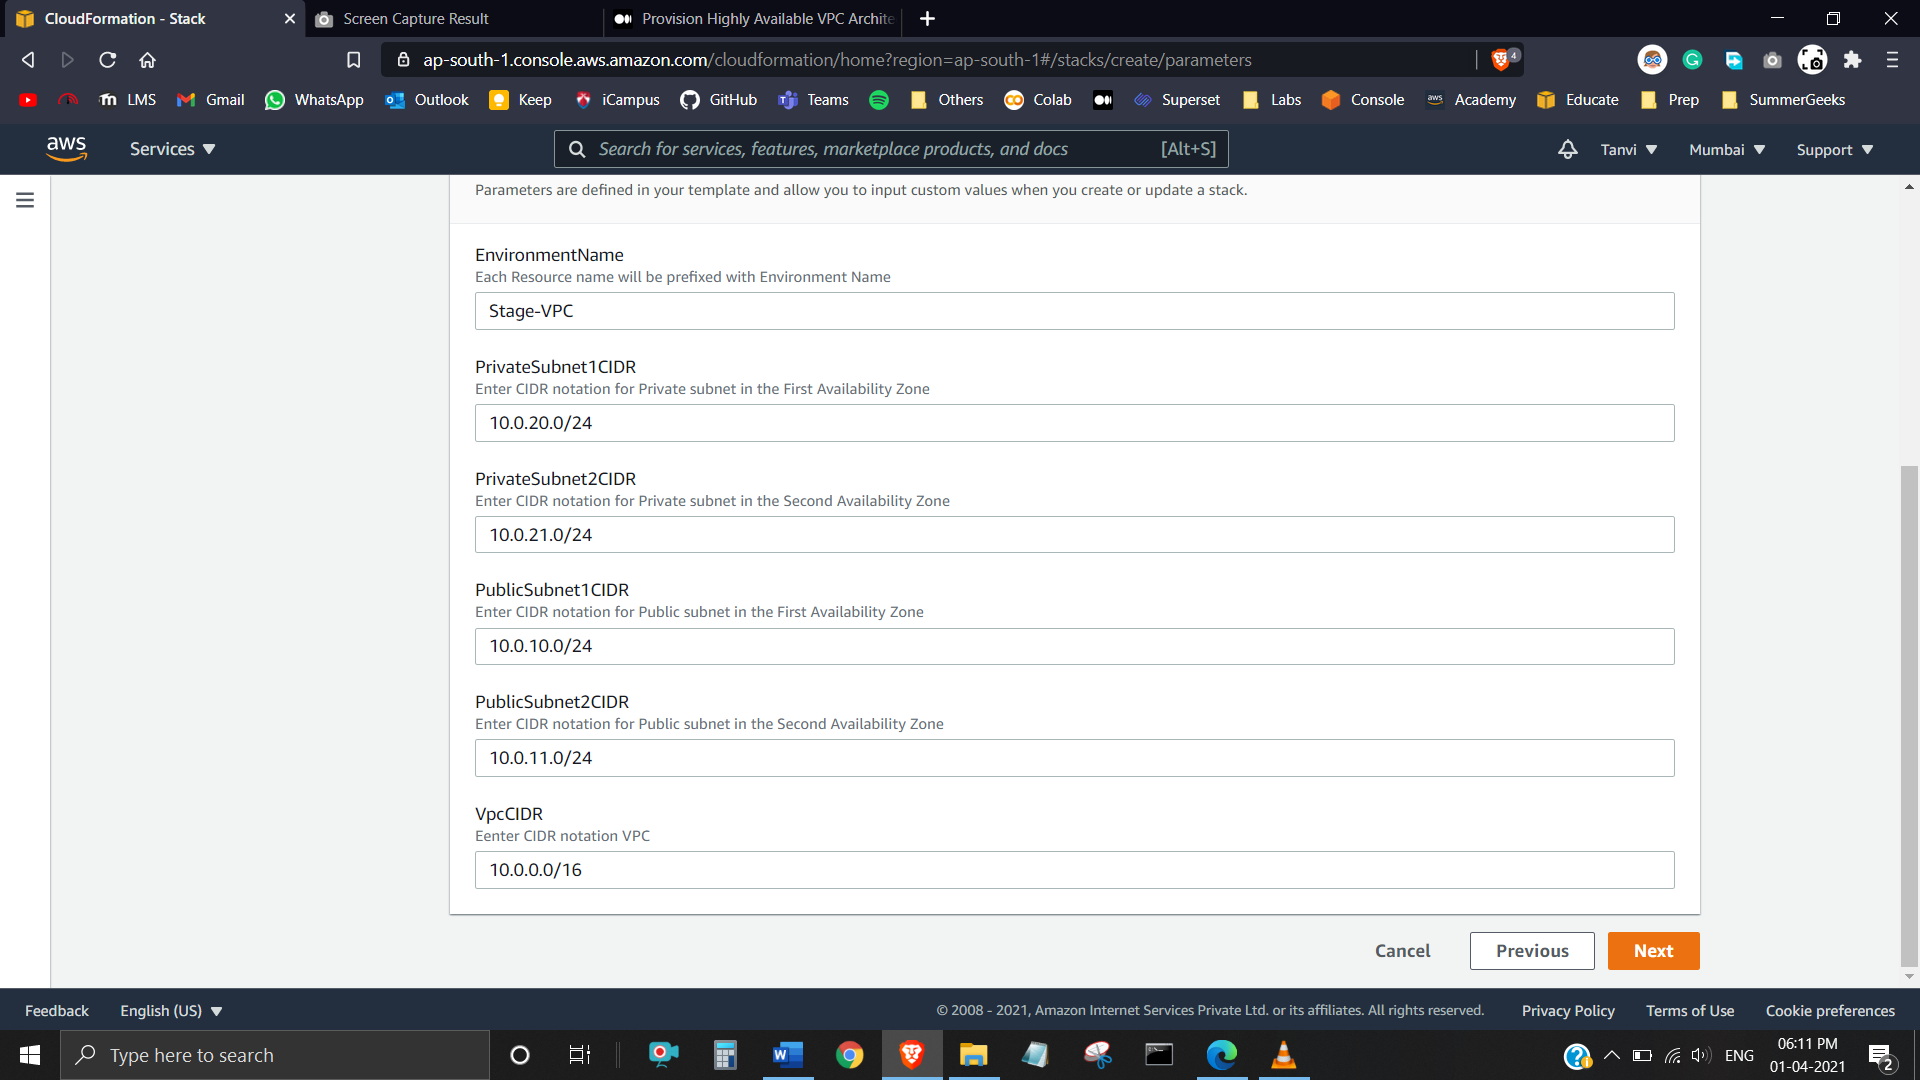 CloudFormation - Stack
Screen Capture Result
Provision Highly Available VPC Archite
ap-south-1.console.aws.amazon.com/cloudformation/home?region=ap-south-1#/stacks/create/parameters
4
LMS
Gmail
WhatsApp
Outlook
Keep
iCampus
GitHub
Teams
Others
Colab
Superset
Labs
Console
aws
Academy
Educate
Prep
SummerGeeks
aws
Services
Search for services, features, marketplace products, and docs
[Alt+S]
Tanvi
Mumbai
Support
Parameters are defined in your template and allow you to input custom values when you create or update a stack.
EnvironmentName
Each Resource name will be prefixed with Environment Name
Stage-VPC
PrivateSubnet1CIDR
Enter CIDR notation for Private subnet in the First Availability Zone
10.0.20.0/24
PrivateSubnet2CIDR
Enter CIDR notation for Private subnet in the Second Availability Zone
10.0.21.0/24
PublicSubnet1CIDR
Enter CIDR notation for Public subnet in the First Availability Zone
10.0.10.0/24
PublicSubnet2CIDR
Enter CIDR notation for Public subnet in the Second Availability Zone
10.0.11.0/24
VpcCIDR
Eenter CIDR notation VPC
10.0.0.0/16
Cancel
Previous
Next
Feedback
English (US)
© 2008 - 2021, Amazon Internet Services Private Ltd. or its affiliates. All rights reserved.
Privacy Policy
Terms of Use
Cookie preferences
Type here to search
ENG
06:11 PM
01-04-2021
2